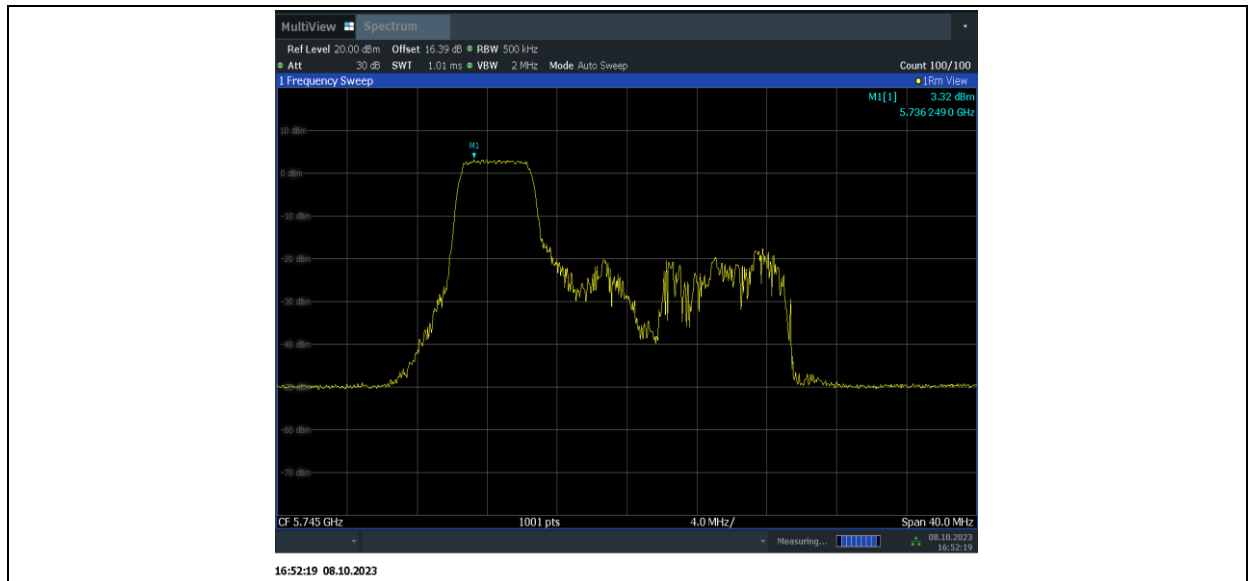 MultiView Spectrum
Ref Level 20.00 dBm Offset 16.39 dB RBW 500 kHz
Att 30 dB SWT 1.01 ms VBW 2 MHz Mode Auto Sweep Count 100/100
1 Frequency Sweep 1Rm View
M1[1] 3.32 dBm
5.736 249 0 GHz
10 dBm
M1
0 dBm
-10 dBm
-20 dBm
-30 dBm
-40 dBm
-60 dBm
-70 dBm
CF 5.745 GHz 1001 pts 4.0 MHz/ Span 40.0 MHz
Measuring... 08.10.2023
16:52:19
16:52:19 08.10.2023